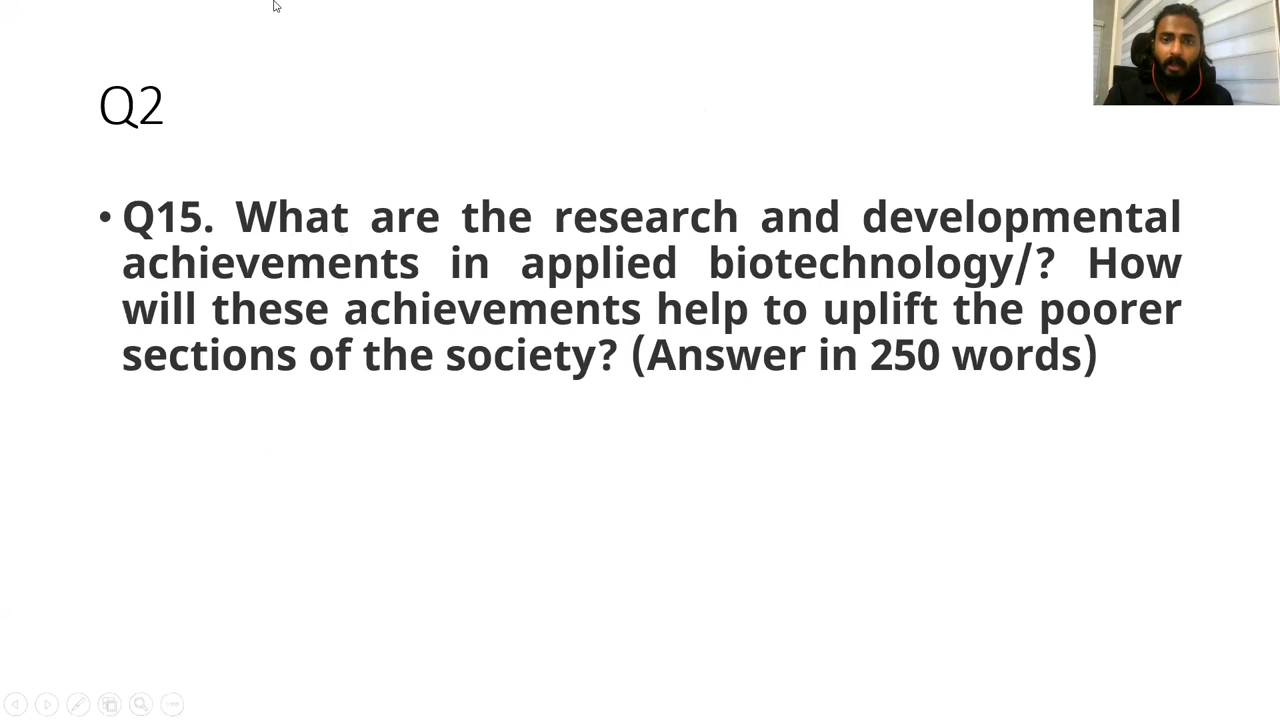 Q2
• Q15. What are the research and developmental
achievements in applied biotechnology/? How
will these achievements help to uplift the poorer
sections of the society? (Answer in 250 words)